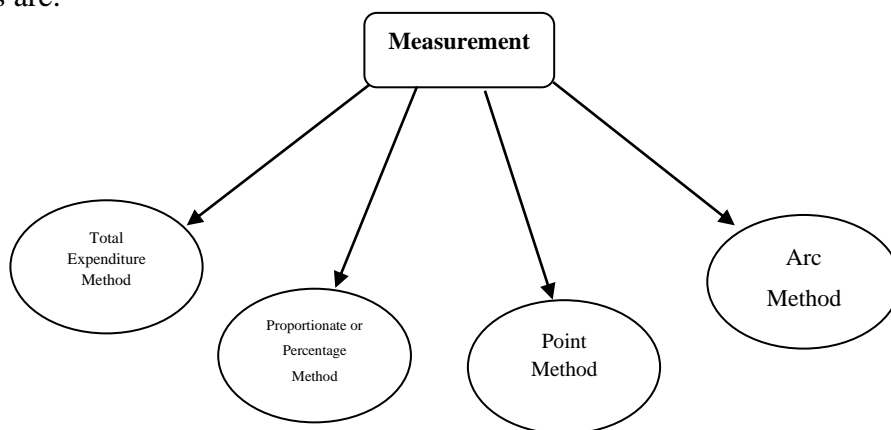 s are:
Measurement
Total
Expenditure
Method
Proportionate or
Percentage
Method
Point
Method
Arc
Method